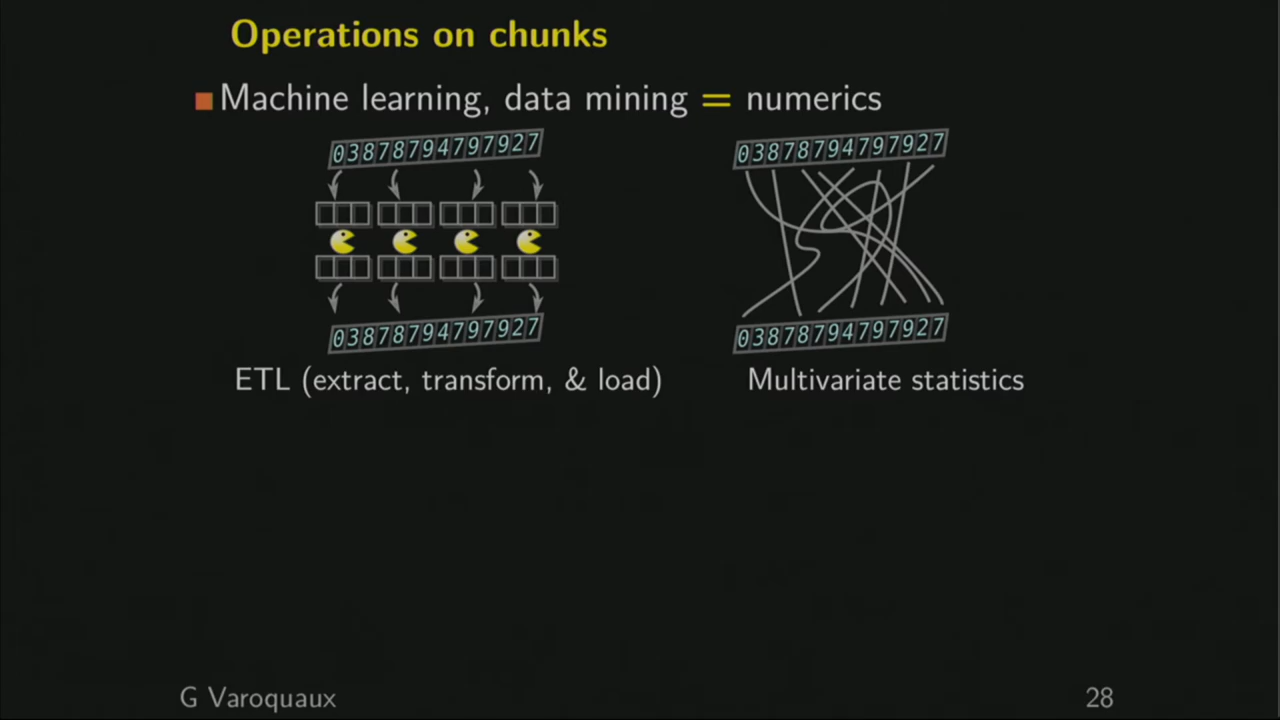 Operations on chunks
Machine learning, data mining = numerics
03878794797927 03878794797927
03878794797927 03878794797927
ETL (extract, transform, & load) Multivariate statistics
G Varoquaux 28